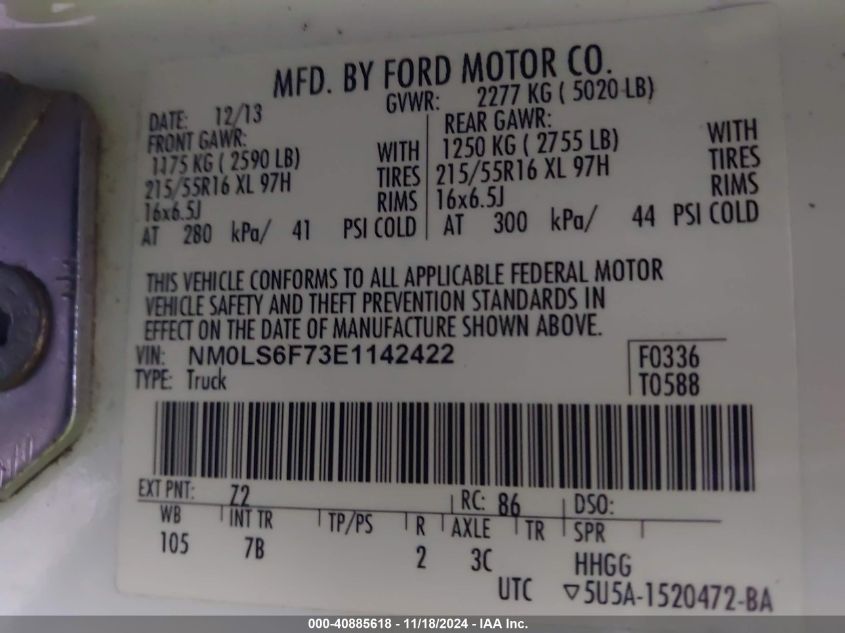 MFD. BY FORD MOTOR CO.
DATE: 12/13 GVWR: 2277 KG ( 5020 LB)
FRONT GAWR: REAR GAWR:
1175 KG ( 2590 LB) WITH 1250 KG ( 2755 LB) WITH
215/55R16 XL 97H TIRES 215/55R16 XL 97H TIRES
16x6.5J RIMS 16x6.5J RIMS
AT 280 kPa/ 41 PSI COLD AT 300 kPa/ 44 PSI COLD
THIS VEHICLE CONFORMS TO ALL APPLICABLE FEDERAL MOTOR
VEHICLE SAFETY AND THEFT PREVENTION STANDARDS IN
EFFECT ON THE DATE OF MANUFACTURE SHOWN ABOVE.
VIN: NM0LS6F73E1142422 F0336
TYPE: Truck T0588
EXT PNT: Z2 RC: 86 DSO:
WB INT TR TP/PS R AXLE TR SPR
105 7B 2 3C HHGG
UTC ▽5U5A-1520472-BA
000-40885618 - 11/18/2024 - IAA Inc.